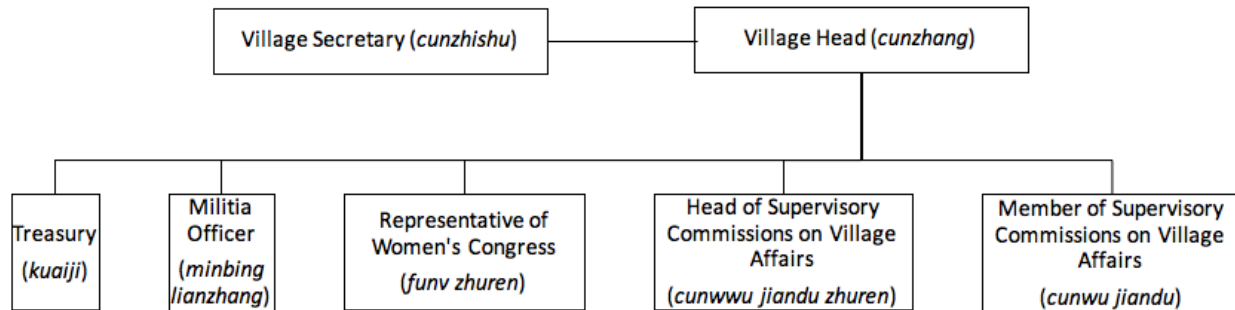 Village Secretary (cunzhishu)
Village Head (cunzhang)
Treasury
(kuaiji)
Militia
Officer
(minbing
lianzhang)
Representative of
Women's Congress
(funv zhuren)
Head of Supervisory
Commissions on Village
Affairs
(cunwwu jiandu zhuren)
Member of Supervisory
Commissions on Village
Affairs
(cunwu jiandu)